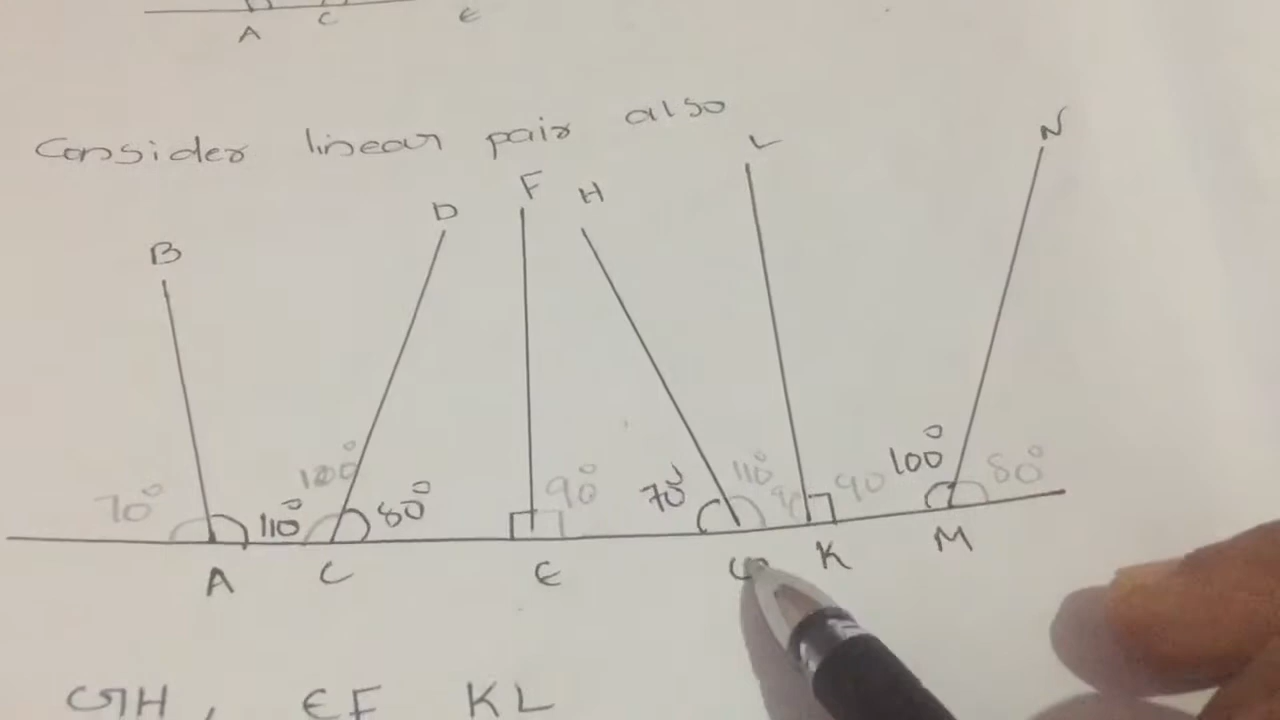 A C E
Consider linear pair also
B D F H L N
70° 110° 100° 80° 90° 70° 110° 90 90 100° 80°
A C E G K M
GH, EF KL